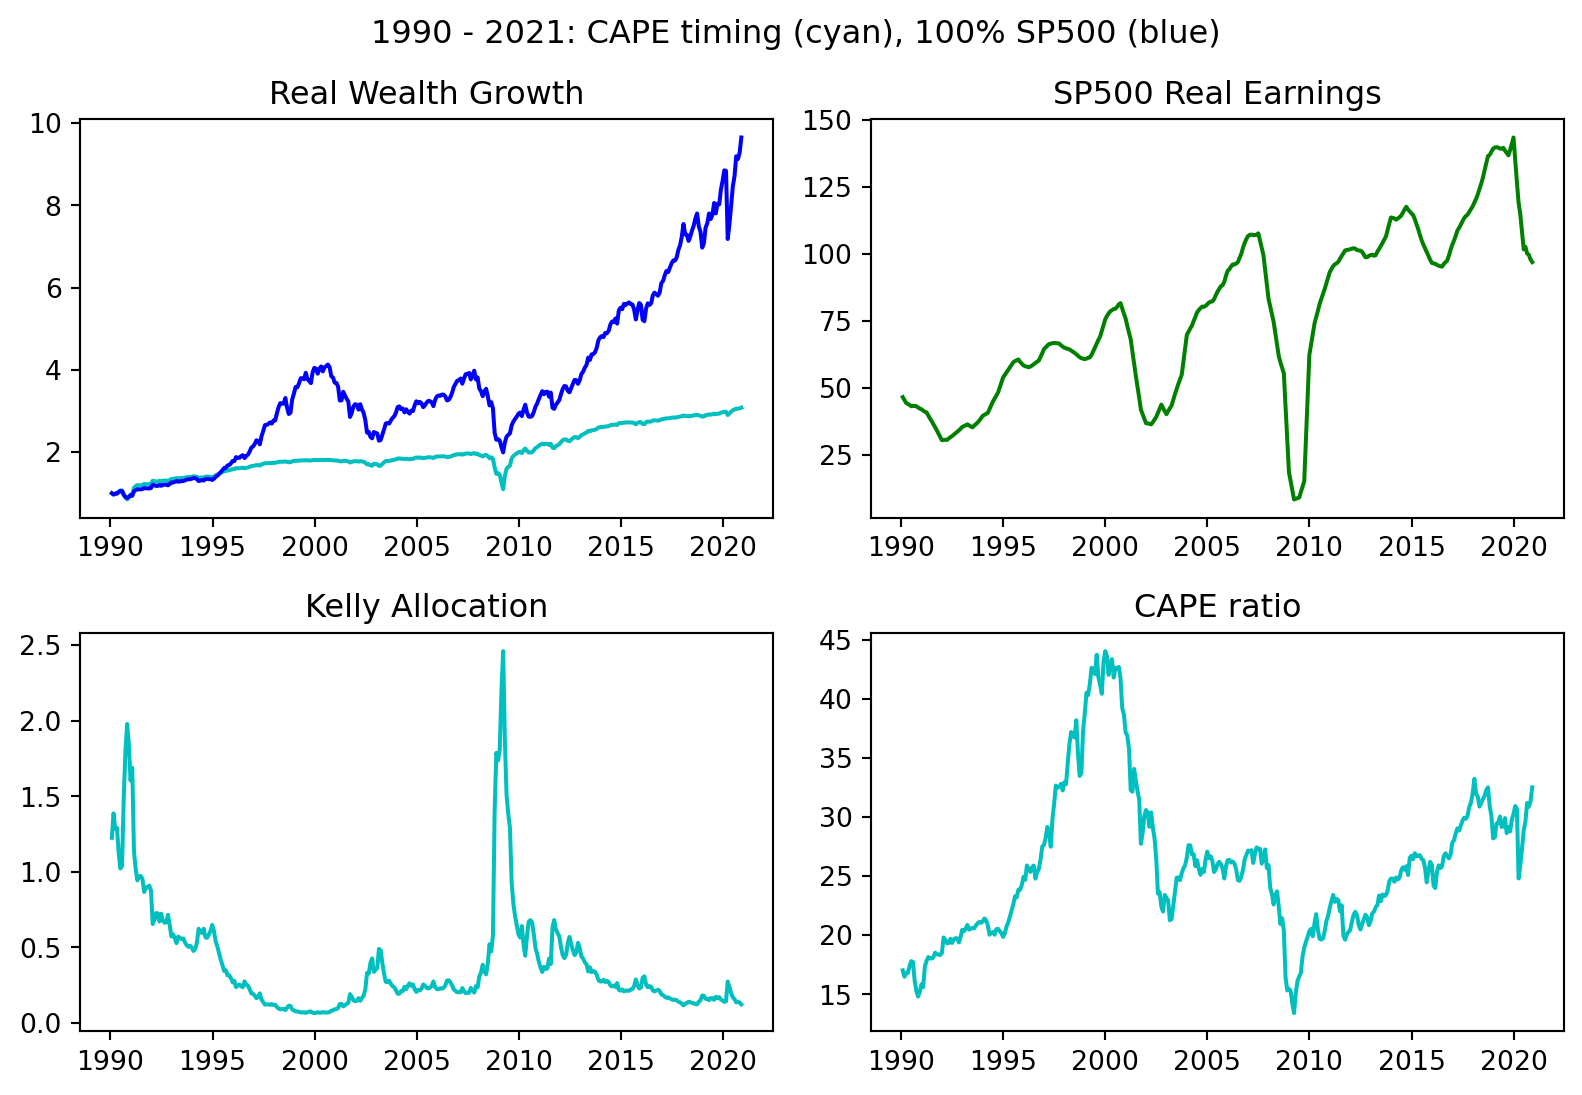 1990 - 2021: CAPE timing (cyan), 100% SP500 (blue)
Real Wealth Growth
10
8
6
4
2
1990 1995 2000 2005 2010 2015 2020
SP500 Real Earnings
150
125
100
75
50
25
1990 1995 2000 2005 2010 2015 2020
Kelly Allocation
2.5
2.0
1.5
1.0
0.5
0.0
1990 1995 2000 2005 2010 2015 2020
CAPE ratio
45
40
35
30
25
20
15
1990 1995 2000 2005 2010 2015 2020